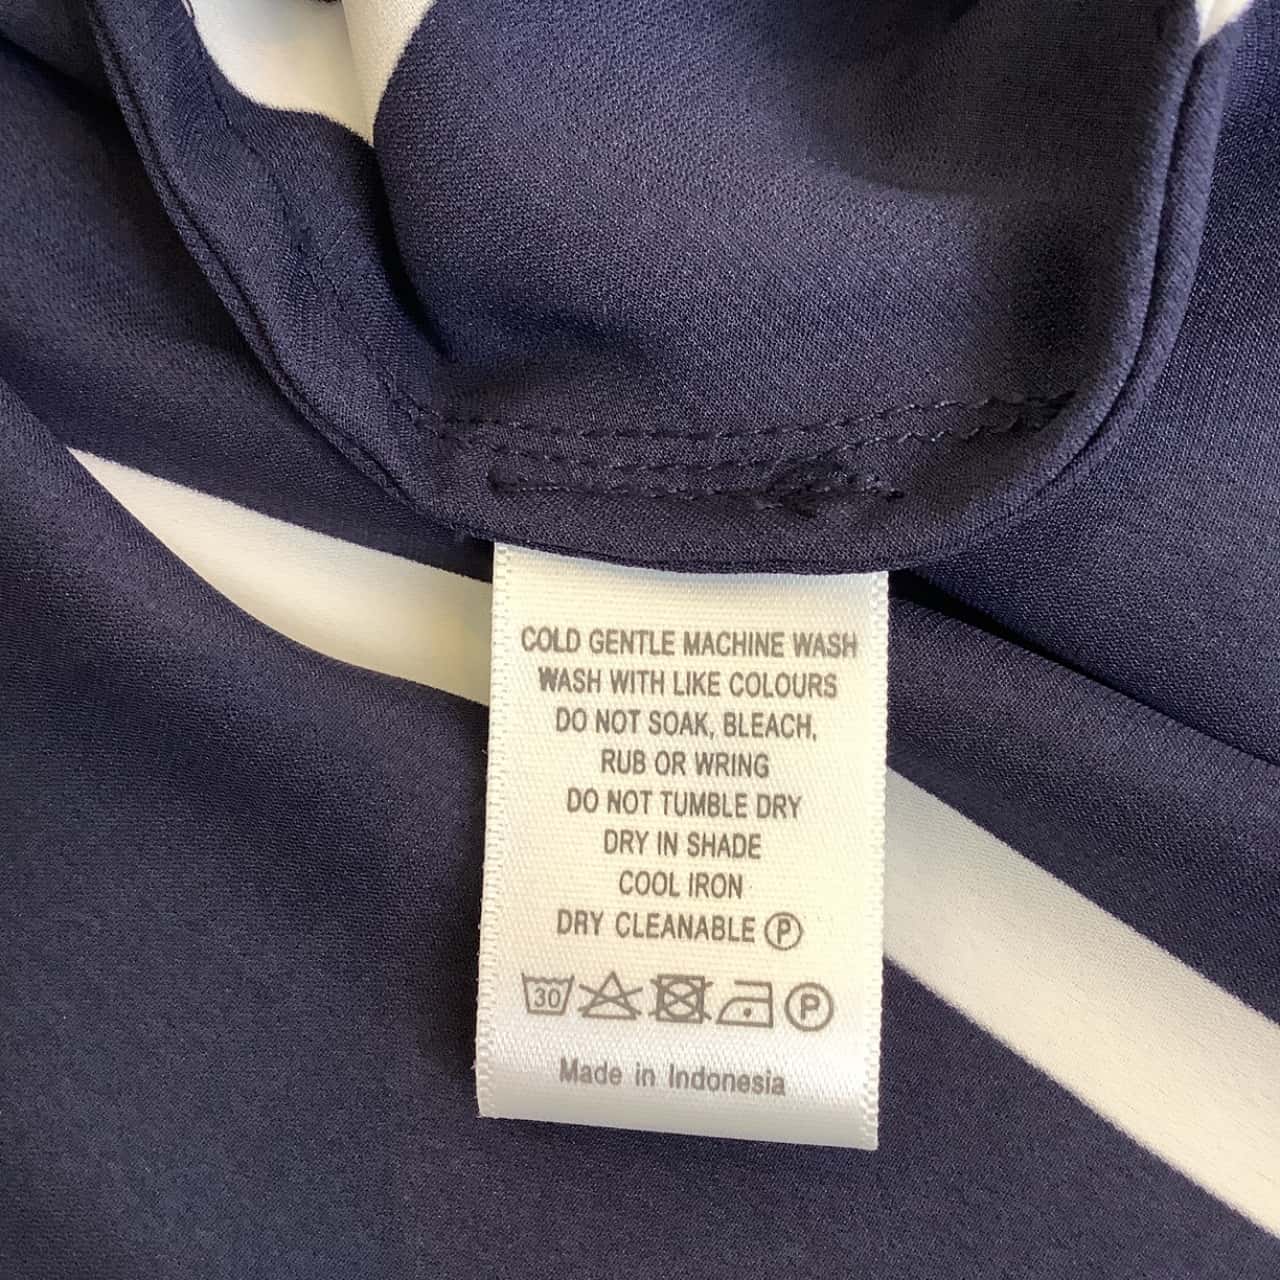 COLD GENTLE MACHINE WASH
WASH WITH LIKE COLOURS
DO NOT SOAK, BLEACH,
RUB OR WRING
DO NOT TUMBLE DRY
DRY IN SHADE
COOL IRON
DRY CLEANABLE Ⓟ
30 Ⓟ
Made in Indonesia